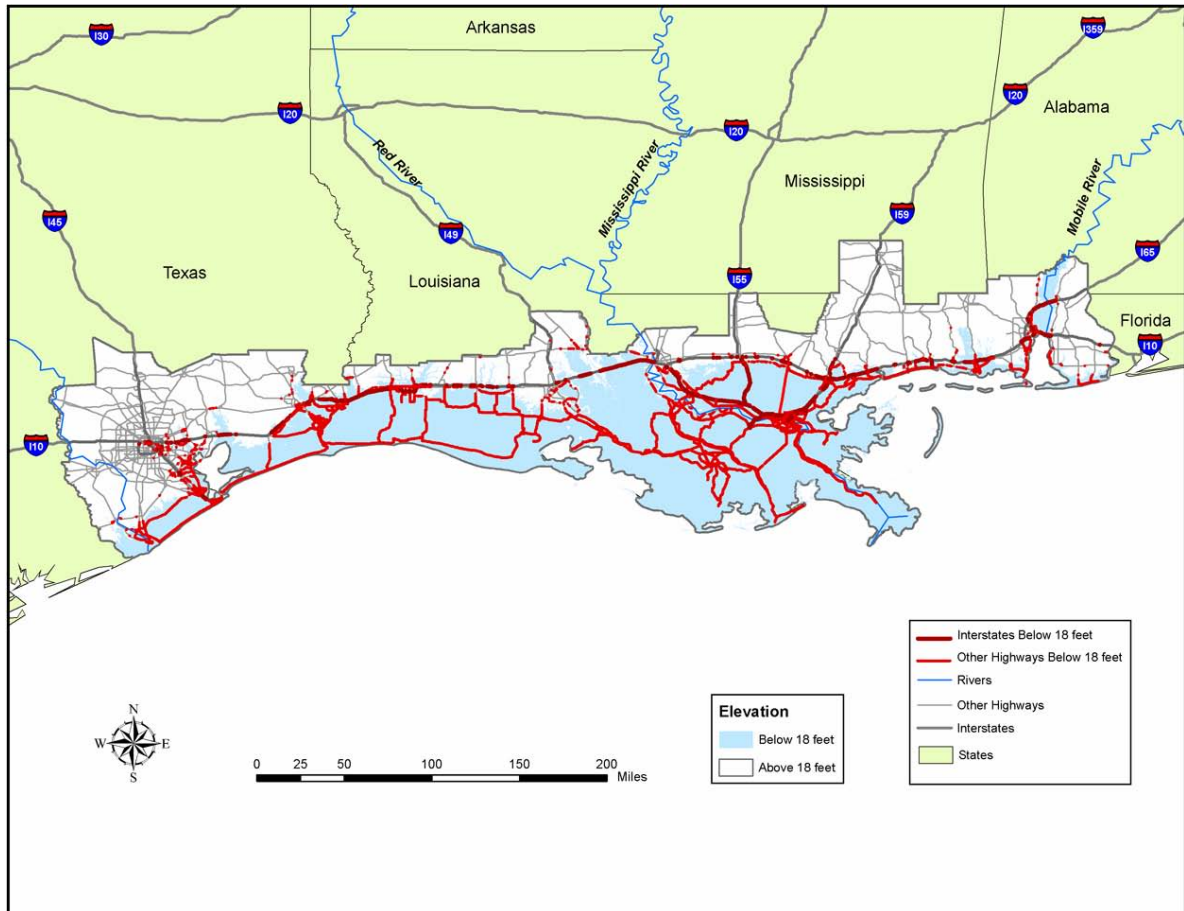 Arkansas
I30
I359
I20
I20
I20
Alabama
Red River
Mississippi River
Mississippi
Mobile River
I45
I49
I59
I65
Texas
Louisiana
I55
Florida
I10
I10
Interstates Below 18 feet
Other Highways Below 18 feet
Rivers
Other Highways
Interstates
States
Elevation
Below 18 feet
Above 18 feet
N
W E
S
0 25 50 100 150 200
Miles